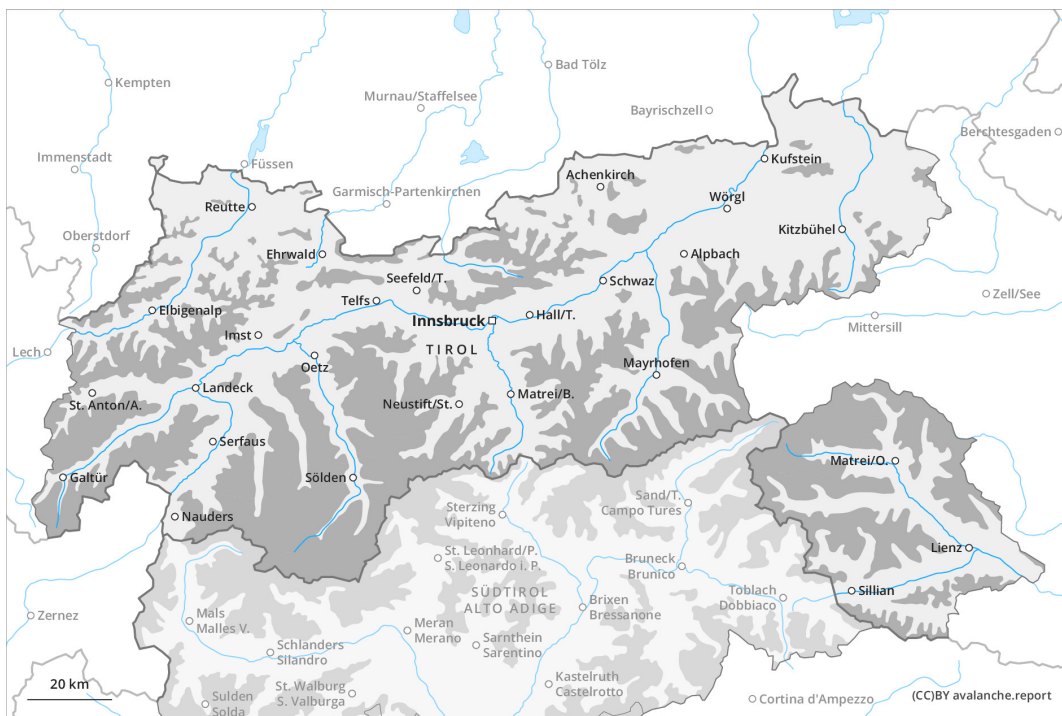 Kempten
Bad Tölz
Murnau/Staffelsee
Bayrischzell
Berchtesgaden
Immenstadt
Füssen
Kufstein
Achenkirch
Garmisch-Partenkirchen
Reutte
Wörgl
Oberstdorf
Kitzbühel
Ehrwald
Alpbach
Seefeld/T.
Schwaz
Zell/See
Telfs
Elbigenalp
Innsbruck
Hall/T.
Mittersill
Imst
TIROL
Lech
Oetz
Mayrhofen
Landeck
St. Anton/A.
Neustift/St.
Matrei/B.
Serfaus
Matrei/O.
Galtür
Sölden
Sand/T.
Campo Tures
Sterzing
Vipiteno
Nauders
Lienz
St. Leonhard/P.
S. Leonardo i. P.
Bruneck
Brunico
SÜDTIROL
ALTO ADIGE
Toblach
Dobbiaco
Sillian
Zernez
Brixen
Bressanone
Mals
Malles V.
Meran
Merano
Sarnthein
Sarentino
Schlanders
Silandro
Kastelruth
Castelrotto
20 km
St. Walburg
S. Valburga
Sulden
Solda
Cortina d'Ampezzo
(CC)BY avalanche.report